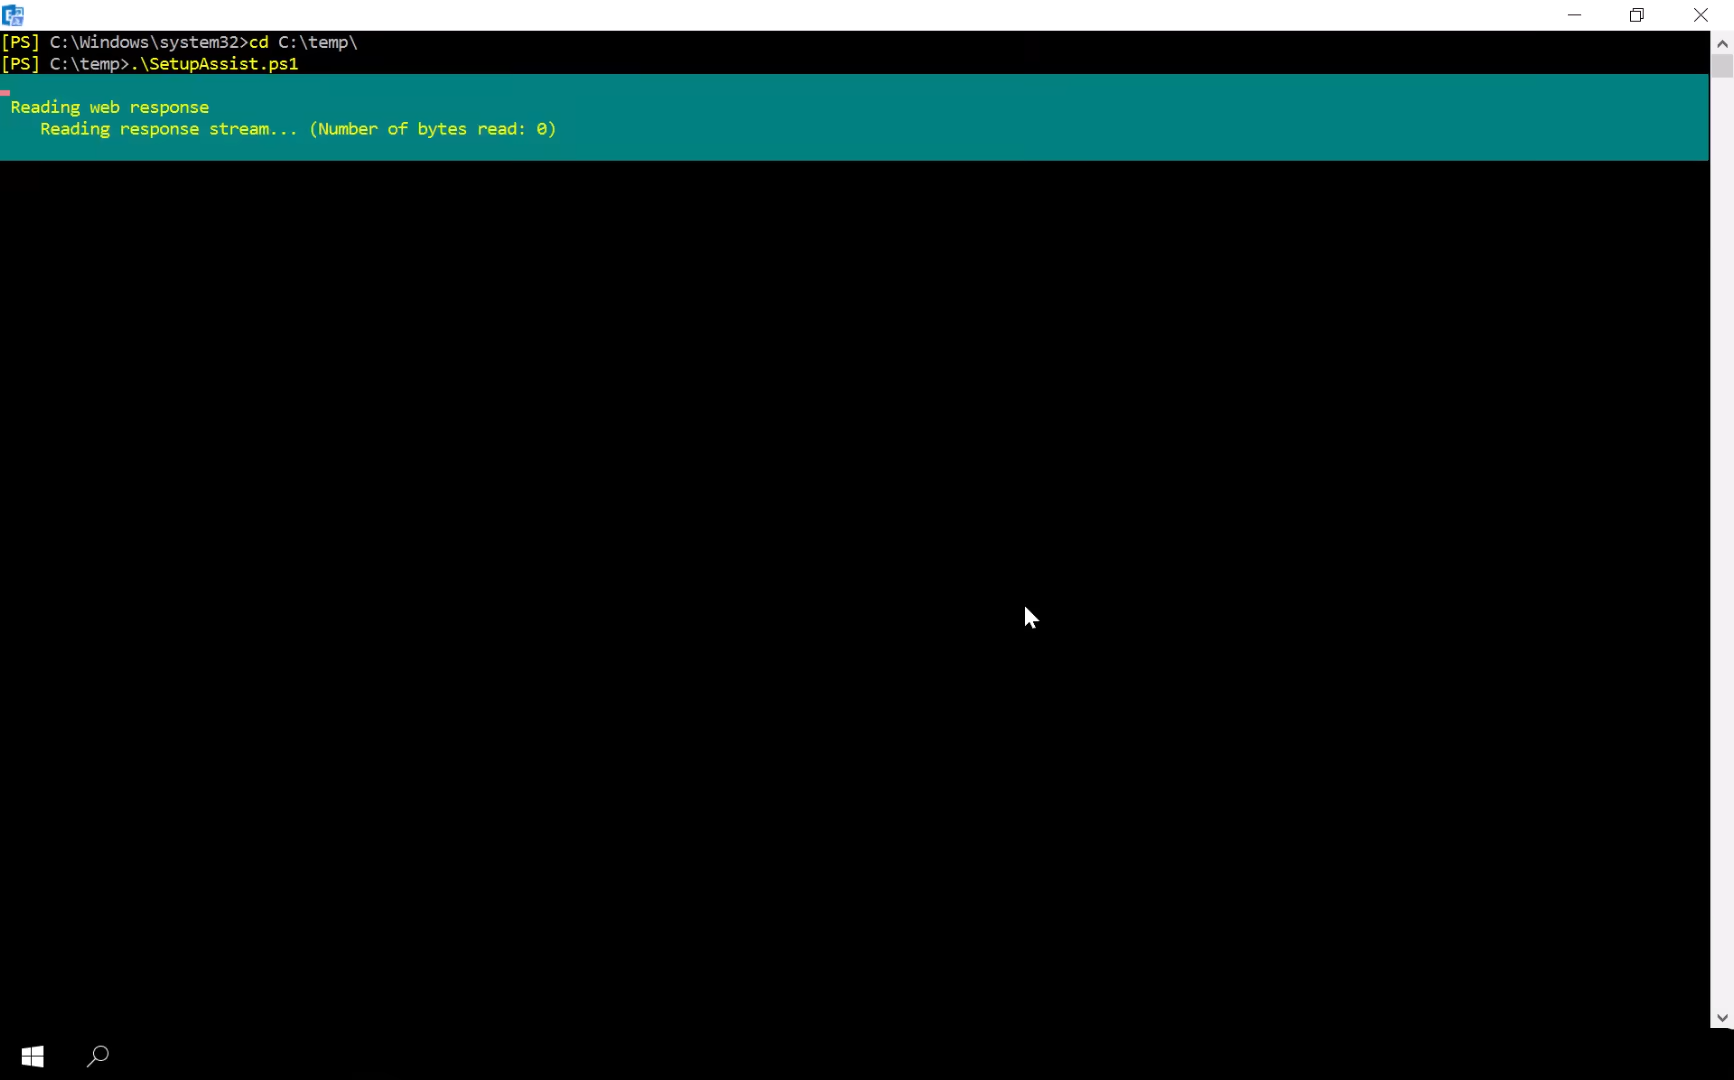 [PS] C:\Windows\system32>cd C:\temp\
[PS] C:\temp>.\SetupAssist.ps1
Reading web response
Reading response stream... (Number of bytes read: 0)